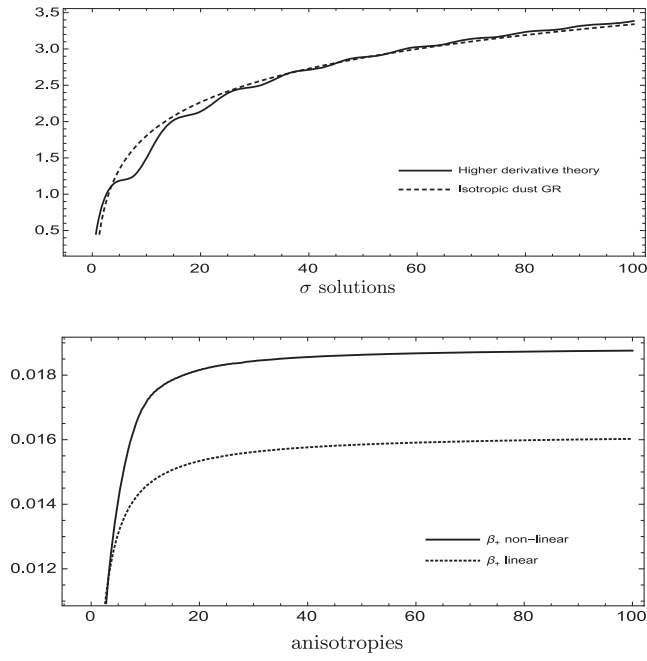 3.5
3.0
2.5
2.0
1.5
1.0
0.5
Higher derivative theory
Isotropic dust GR
0 20 40 60 80 100
σ solutions
0.018
0.016
0.014
0.012
β+ non−linear
β+ linear
0 20 40 60 80 100
anisotropies